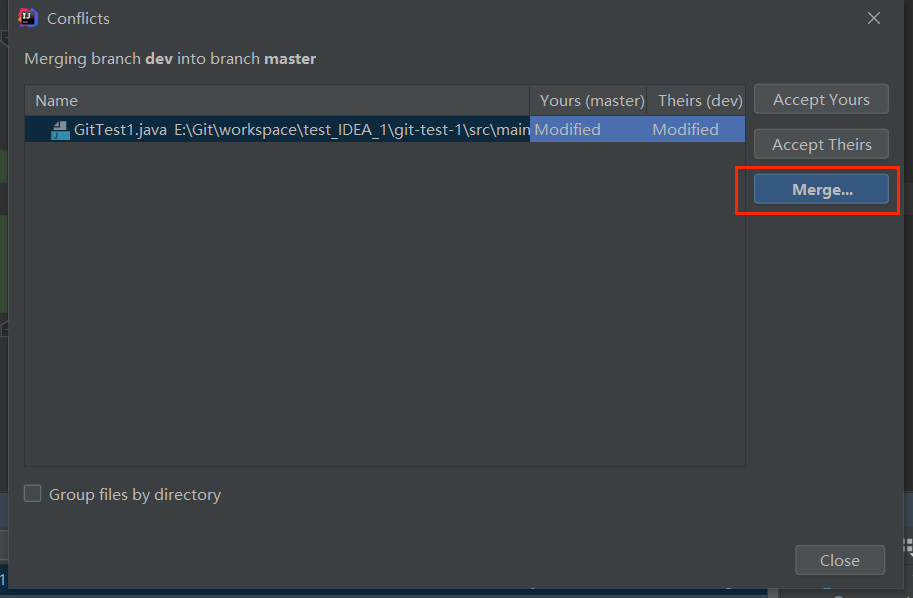 Conflicts
Merging branch dev into branch master
Name Yours (master) Theirs (dev)
GitTest1.java E:\Git\workspace\test_IDEA_1\git-test-1\src\main Modified Modified
Accept Yours
Accept Theirs
Merge...
Group files by directory
Close
1